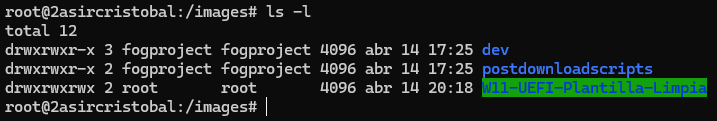 root@2asircristobal:/images# ls -l
total 12
drwxrwxr-x 3 fogproject fogproject 4096 abr 14 17:25 dev
drwxrwxr-x 2 fogproject fogproject 4096 abr 14 17:25 postdownloadscripts
drwxrwxrwx 2 root       root       4096 abr 14 20:18 W11-UEFI-Plantilla-Limpia
root@2asircristobal:/images#